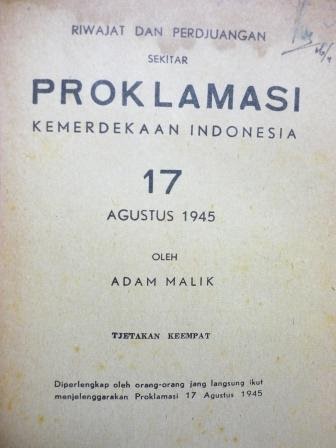 RIWAJAT DAN PERDJUANGAN
SEKITAR
PROKLAMASI
KEMERDEKAAN INDONESIA
17
AGUSTUS 1945
OLEH
ADAM MALIK
TJETAKAN KEEMPAT
Diperlengkap oleh orang-orang jang langsung ikut
menjelenggarakan Proklamasi 17 Agustus 1945